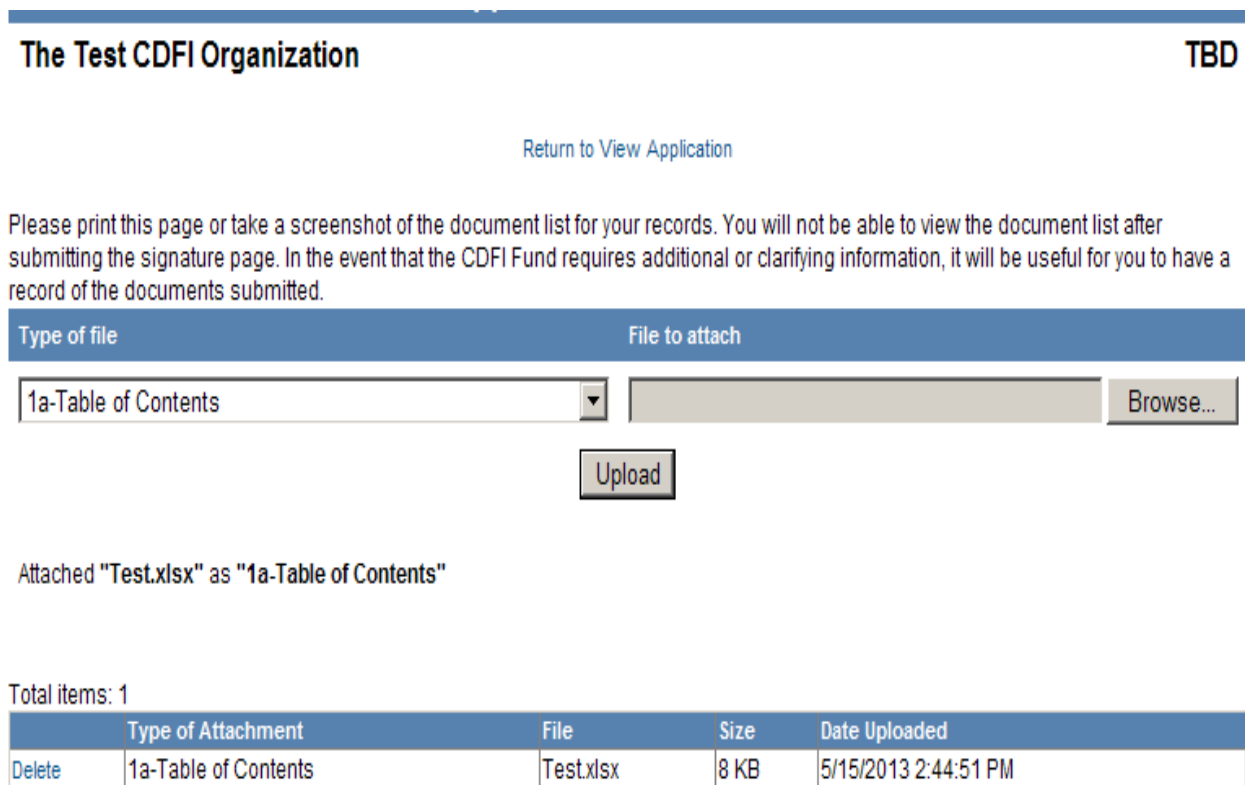 The Test CDFI Organization TBD
Return to View Application
Please print this page or take a screenshot of the document list for your records. You will not be able to view the document list after
submitting the signature page. In the event that the CDFI Fund requires additional or clarifying information, it will be useful for you to have a
record of the documents submitted.
Type of file File to attach
1a-Table of Contents Browse...
Upload
Attached "Test.xlsx" as "1a-Table of Contents"
Total items: 1
Type of Attachment File Size Date Uploaded
Delete 1a-Table of Contents Test.xlsx 8 KB 5/15/2013 2:44:51 PM